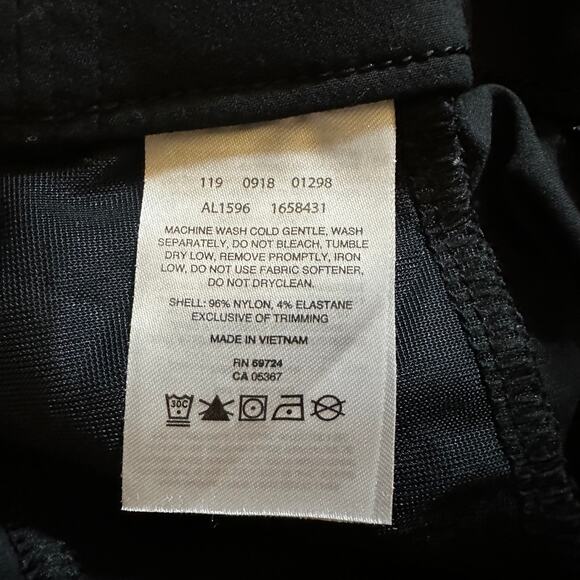 119 0918 01298
AL1596 1658431
MACHINE WASH COLD GENTLE, WASH
SEPARATELY, DO NOT BLEACH, TUMBLE
DRY LOW, REMOVE PROMPTLY, IRON
LOW, DO NOT USE FABRIC SOFTENER,
DO NOT DRYCLEAN.
SHELL: 96% NYLON, 4% ELASTANE
EXCLUSIVE OF TRIMMING
MADE IN VIETNAM
RN 59724
CA 05367
30C